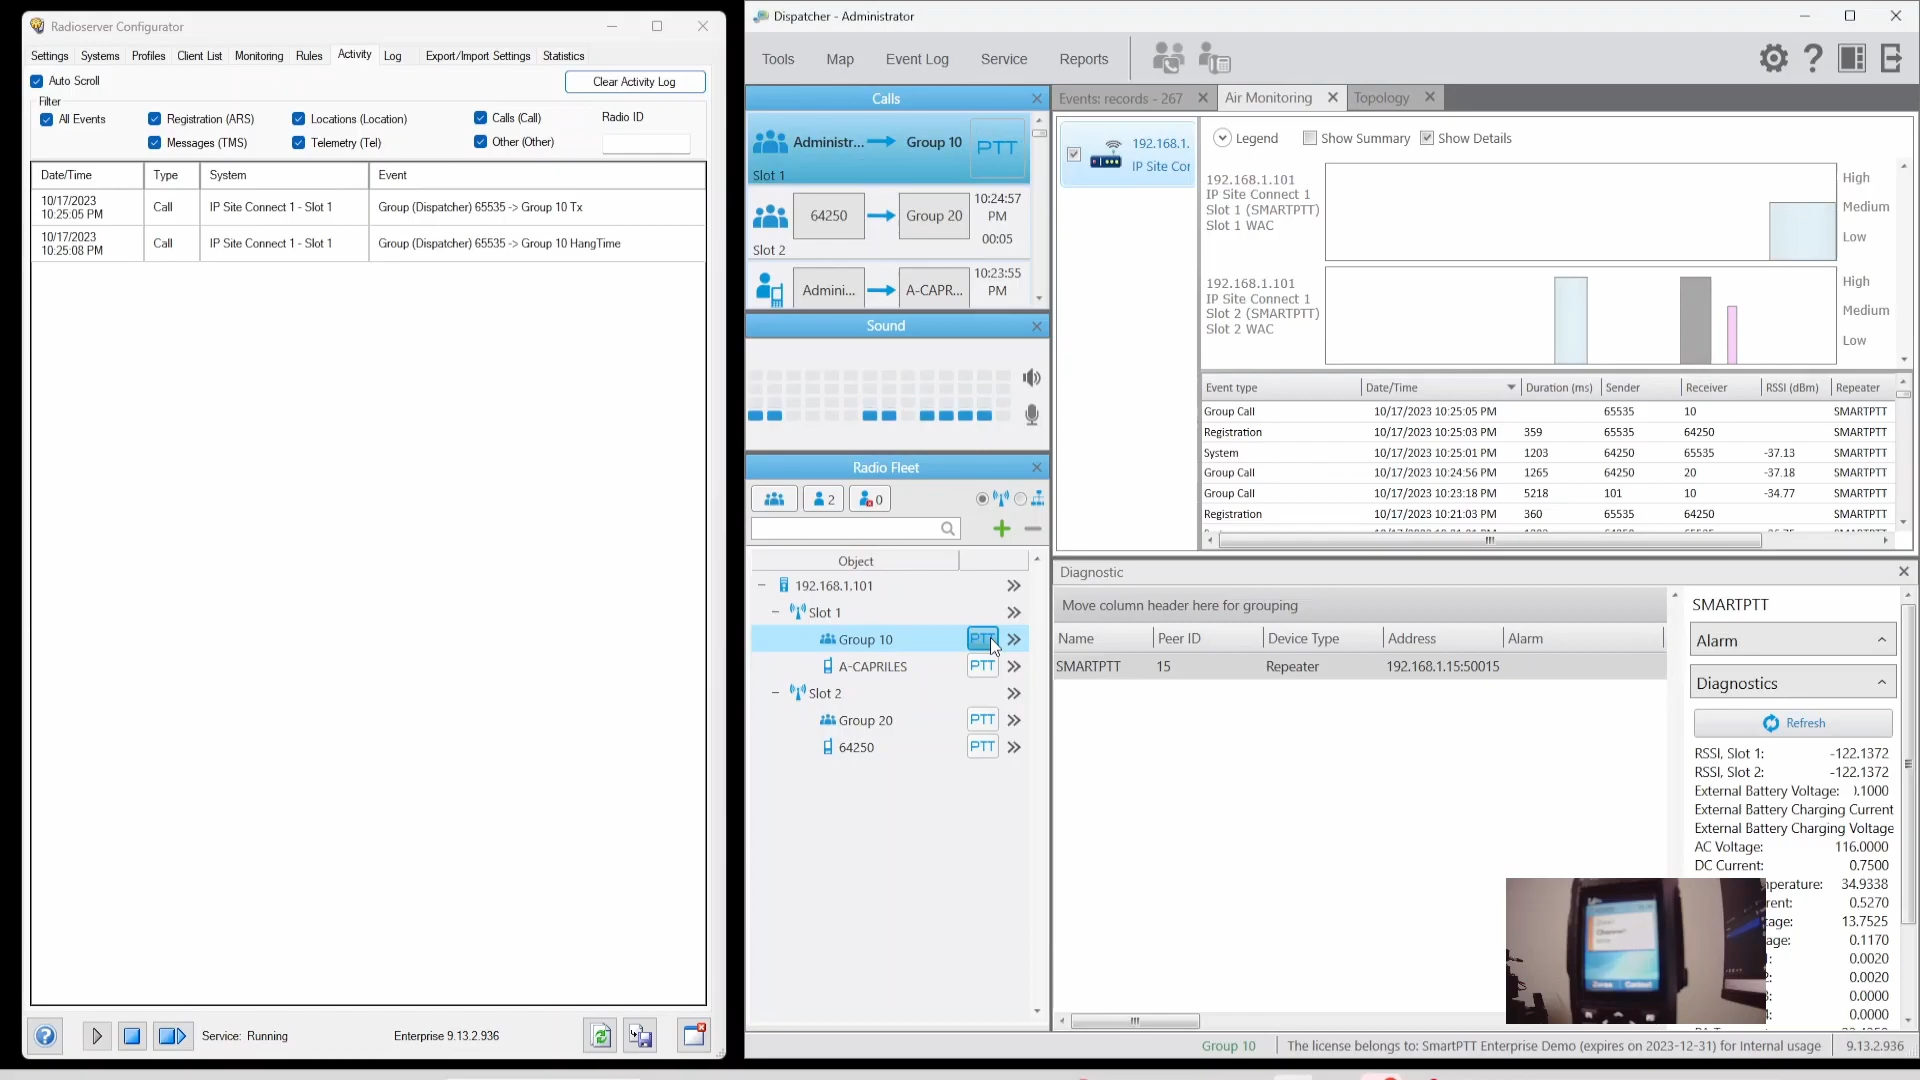 Radioserver Configurator
Settings Systems Profiles Client List Monitoring Rules Activity Log Export/Import Settings Statistics
Auto Scroll
Clear Activity Log
Filter
All Events Registration (ARS) Locations (Location) Calls (Call) Radio ID
Messages (TMS) Telemetry (Tel) Other (Other)
Date/Time Type System Event
10/17/2023
10:25:05 PM Call IP Site Connect 1 - Slot 1 Group (Dispatcher) 65535 -> Group 10 Tx
10/17/2023
10:25:08 PM Call IP Site Connect 1 - Slot 1 Group (Dispatcher) 65535 -> Group 10 HangTime
Service: Running Enterprise 9.13.2.936
Dispatcher - Administrator
Tools Map Event Log Service Reports
Calls
Administr... Group 10 PTT
Slot 1
64250 Group 20 10:24:57 PM
00:05
Slot 2
Admini... A-CAPR... 10:23:55 PM
Sound
Radio Fleet
2 0
Object
192.168.1.101
Slot 1
Group 10 PTT
A-CAPRILES PTT
Slot 2
Group 20 PTT
64250 PTT
Events: records - 267 Air Monitoring Topology
192.168.1.
IP Site Cor
Legend Show Summary Show Details
192.168.1.101
IP Site Connect 1
Slot 1 (SMARTPTT)
Slot 1 WAC
High
Medium
Low
192.168.1.101
IP Site Connect 1
Slot 2 (SMARTPTT)
Slot 2 WAC
High
Medium
Low
Event type Date/Time Duration (ms) Sender Receiver RSSI (dBm) Repeater
Group Call 10/17/2023 10:25:05 PM 65535 10 SMARTPTT
Registration 10/17/2023 10:25:03 PM 359 65535 64250 SMARTPTT
System 10/17/2023 10:25:01 PM 1203 64250 65535 -37.13 SMARTPTT
Group Call 10/17/2023 10:24:56 PM 1265 64250 20 -37.18 SMARTPTT
Group Call 10/17/2023 10:23:18 PM 5218 101 10 -34.77 SMARTPTT
Registration 10/17/2023 10:21:03 PM 360 65535 64250 SMARTPTT
Diagnostic
Move column header here for grouping
Name Peer ID Device Type Address Alarm
SMARTPTT 15 Repeater 192.168.1.15:50015
SMARTPTT
Alarm
Diagnostics
Refresh
RSSI, Slot 1: -122.1372
RSSI, Slot 2: -122.1372
External Battery Voltage: ).1000
External Battery Charging Current
External Battery Charging Voltage
AC Voltage: 116.0000
DC Current: 0.7500
nperature: 34.9338
rent: 0.5270
tage: 13.7525
age: 0.1170
0.0020
0.0020
0.0000
0.0000
Group 10 The license belongs to: SmartPTT Enterprise Demo (expires on 2023-12-31) for Internal usage 9.13.2.936